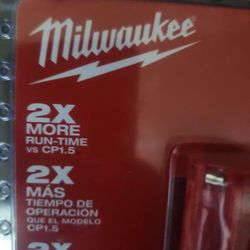 Milwaukee
2X
MORE
RUN-TIME
vs CP1.5
2X
MÁS
TIEMPO DE
OPERACIÓN
QUE EL MODELO
CP1.5